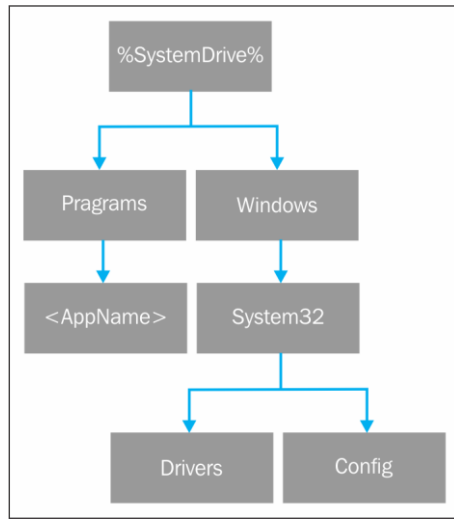 %SystemDrive%
Pragrams
Windows
<AppName>
System32
Drivers
Config